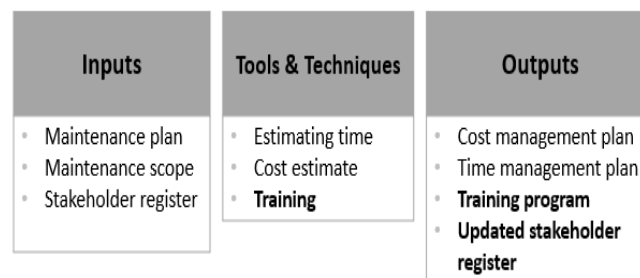 Inputs
• Maintenance plan
• Maintenance scope
• Stakeholder register
Tools & Techniques
• Estimating time
• Cost estimate
• Training
Outputs
• Cost management plan
• Time management plan
• Training program
• Updated stakeholder
register